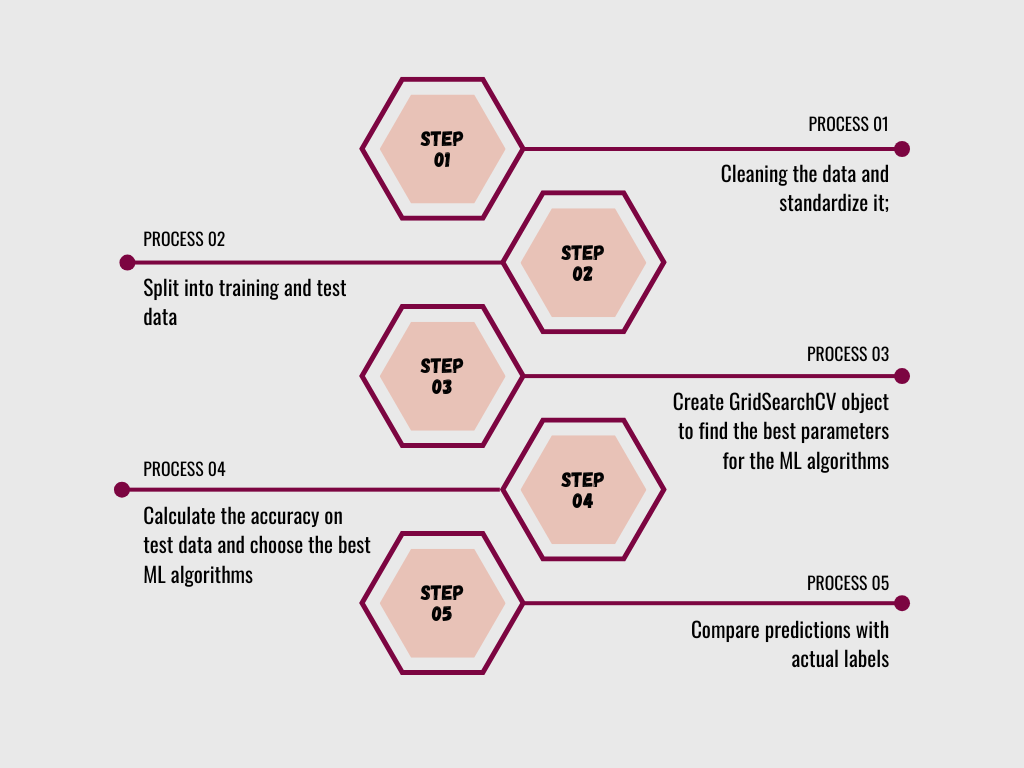 STEP
01
PROCESS 01
Cleaning the data and
standardize it;
STEP
02
PROCESS 02
Split into training and test
data
STEP
03
PROCESS 03
Create GridSearchCV object
to find the best parameters
for the ML algorithms
STEP
04
PROCESS 04
Calculate the accuracy on
test data and choose the best
ML algorithms
STEP
05
PROCESS 05
Compare predictions with
actual labels